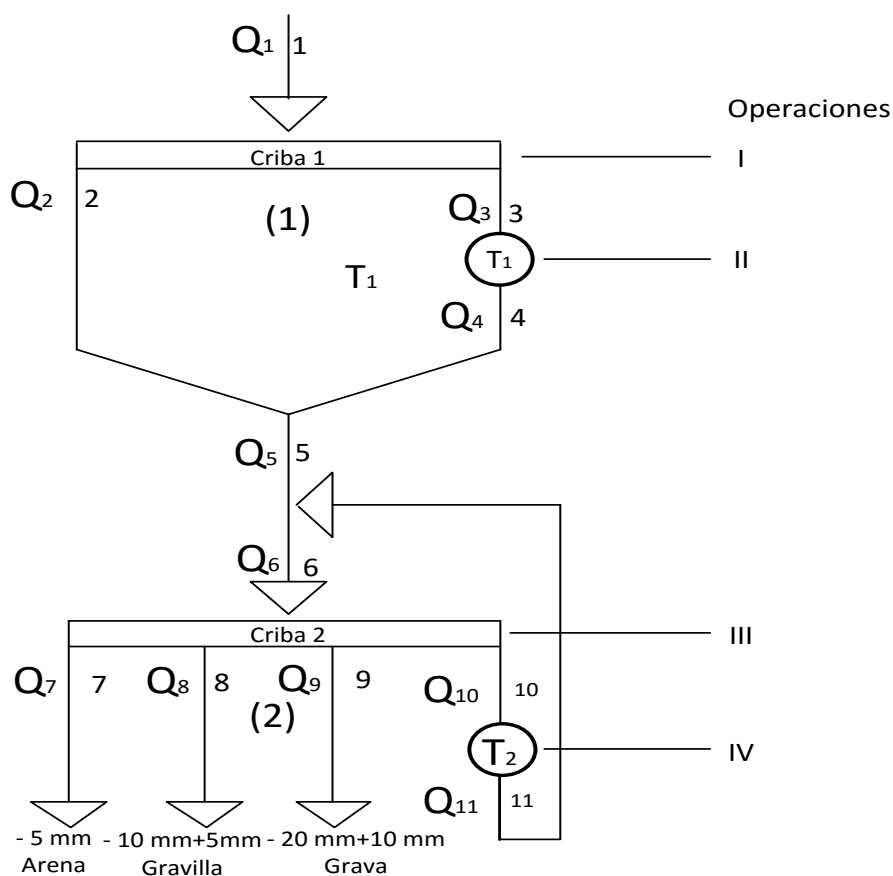 Q1 1
Operaciones
Criba 1 I
Q2 2
(1)
Q3 3
T1
T1 II
Q4 4
Q5 5
Q6 6
Criba 2 III
Q7 7 Q8 8 Q9 9 Q10 10
(2)
T2 IV
Q11 11
- 5 mm - 10 mm+5mm - 20 mm+10 mm
Arena Gravilla Grava